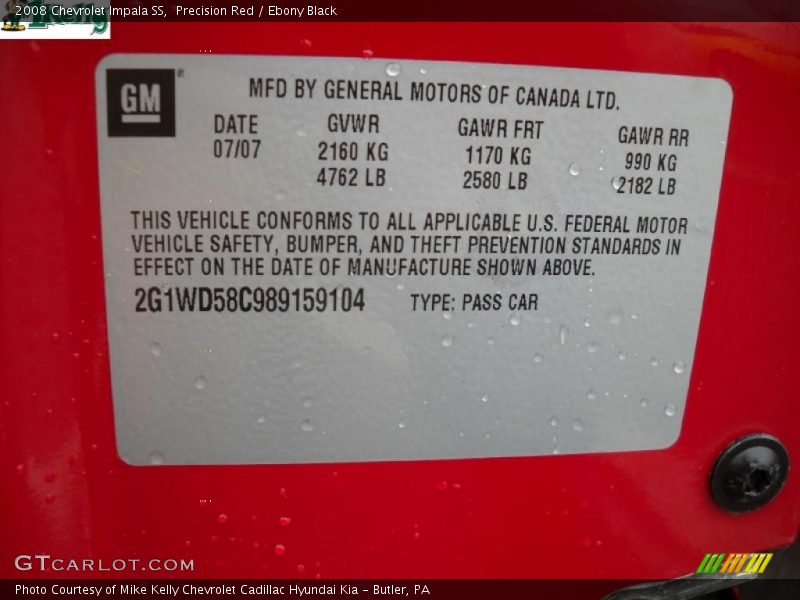 2008 Chevrolet Impala SS, Precision Red / Ebony Black
GM
MFD BY GENERAL MOTORS OF CANADA LTD.
DATE GVWR GAWR FRT GAWR RR
07/07 2160 KG 1170 KG 990 KG
4762 LB 2580 LB 2182 LB
THIS VEHICLE CONFORMS TO ALL APPLICABLE U.S. FEDERAL MOTOR
VEHICLE SAFETY, BUMPER, AND THEFT PREVENTION STANDARDS IN
EFFECT ON THE DATE OF MANUFACTURE SHOWN ABOVE.
2G1WD58C989159104 TYPE: PASS CAR
GTCARLOT.COM
Photo Courtesy of Mike Kelly Chevrolet Cadillac Hyundai Kia - Butler, PA